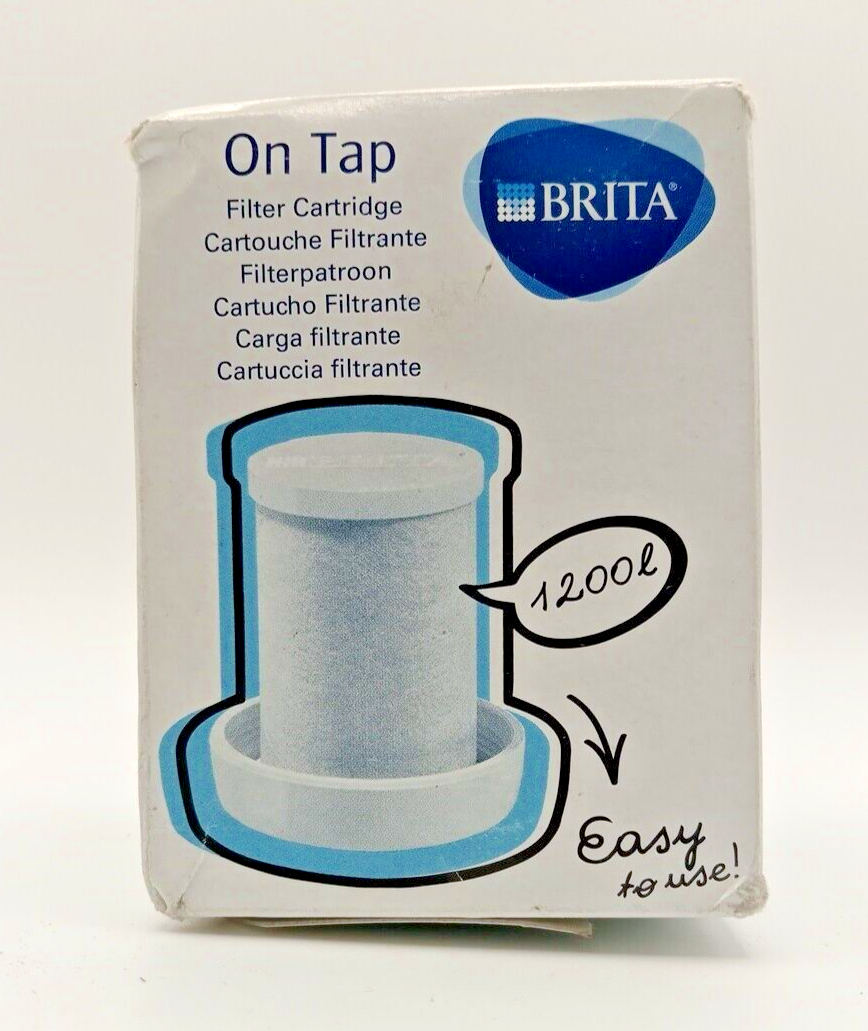 On Tap
Filter Cartridge
Cartouche Filtrante
Filterpatroon
Cartucho Filtrante
Carga filtrante
Cartuccia filtrante
BRITA®
1200l
Easy
to use!